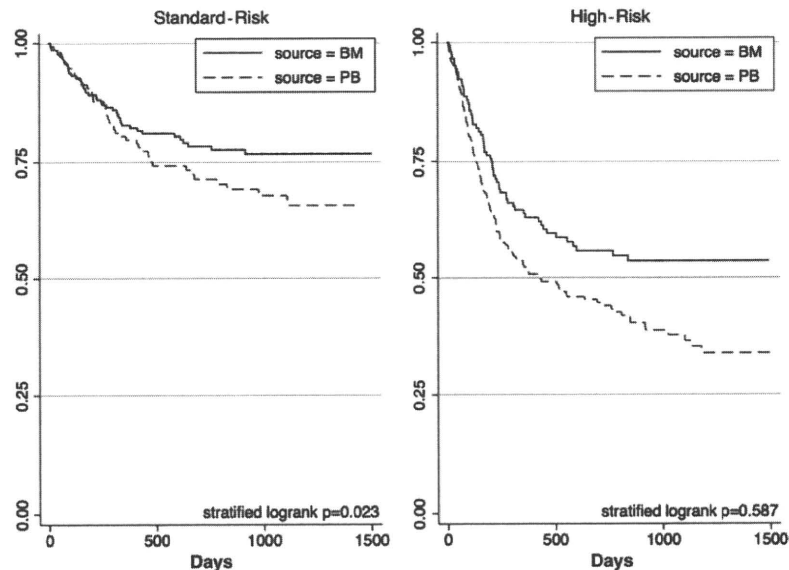 Standard-Risk
source = BM
source = PB
1.00
0.75
0.50
0.25
0.00
stratified logrank p=0.023
0
500
1000
1500
Days
High-Risk
source = BM
source = PB
1.00
0.75
0.50
0.25
0.00
stratified logrank p=0.587
0
500
1000
1500
Days